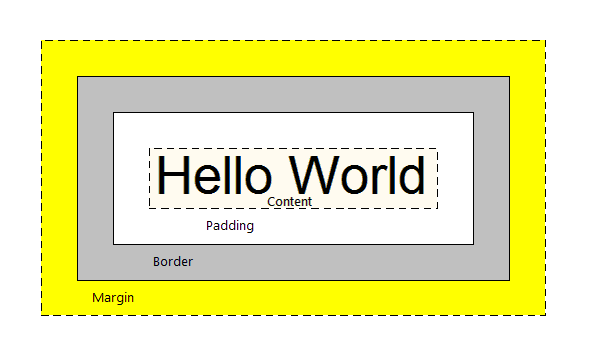 Hello World
Content
Padding
Border
Margin